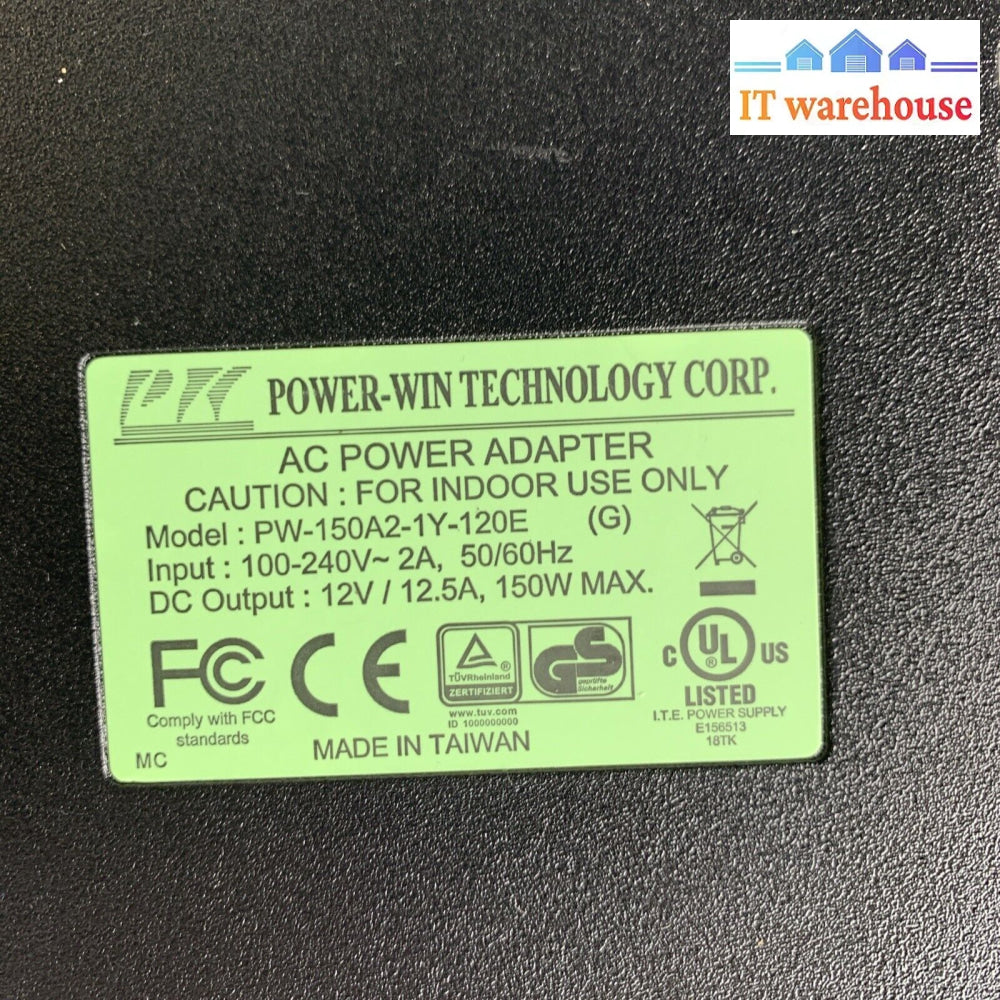 IT warehouse
PW POWER-WIN TECHNOLOGY CORP.
AC POWER ADAPTER
CAUTION : FOR INDOOR USE ONLY
Model : PW-150A2-1Y-120E (G)
Input : 100-240V~ 2A, 50/60Hz
DC Output : 12V / 12.5A, 150W MAX.
FCC CE
TÜVRheinland ®
ZERTIFIZIERT
www.tuv.com
ID 1000000000
GS
geprüfte
Sicherheit
C UL ® US
LISTED
I.T.E. POWER SUPPLY
E156513
18TK
Comply with FCC
standards
MC
MADE IN TAIWAN